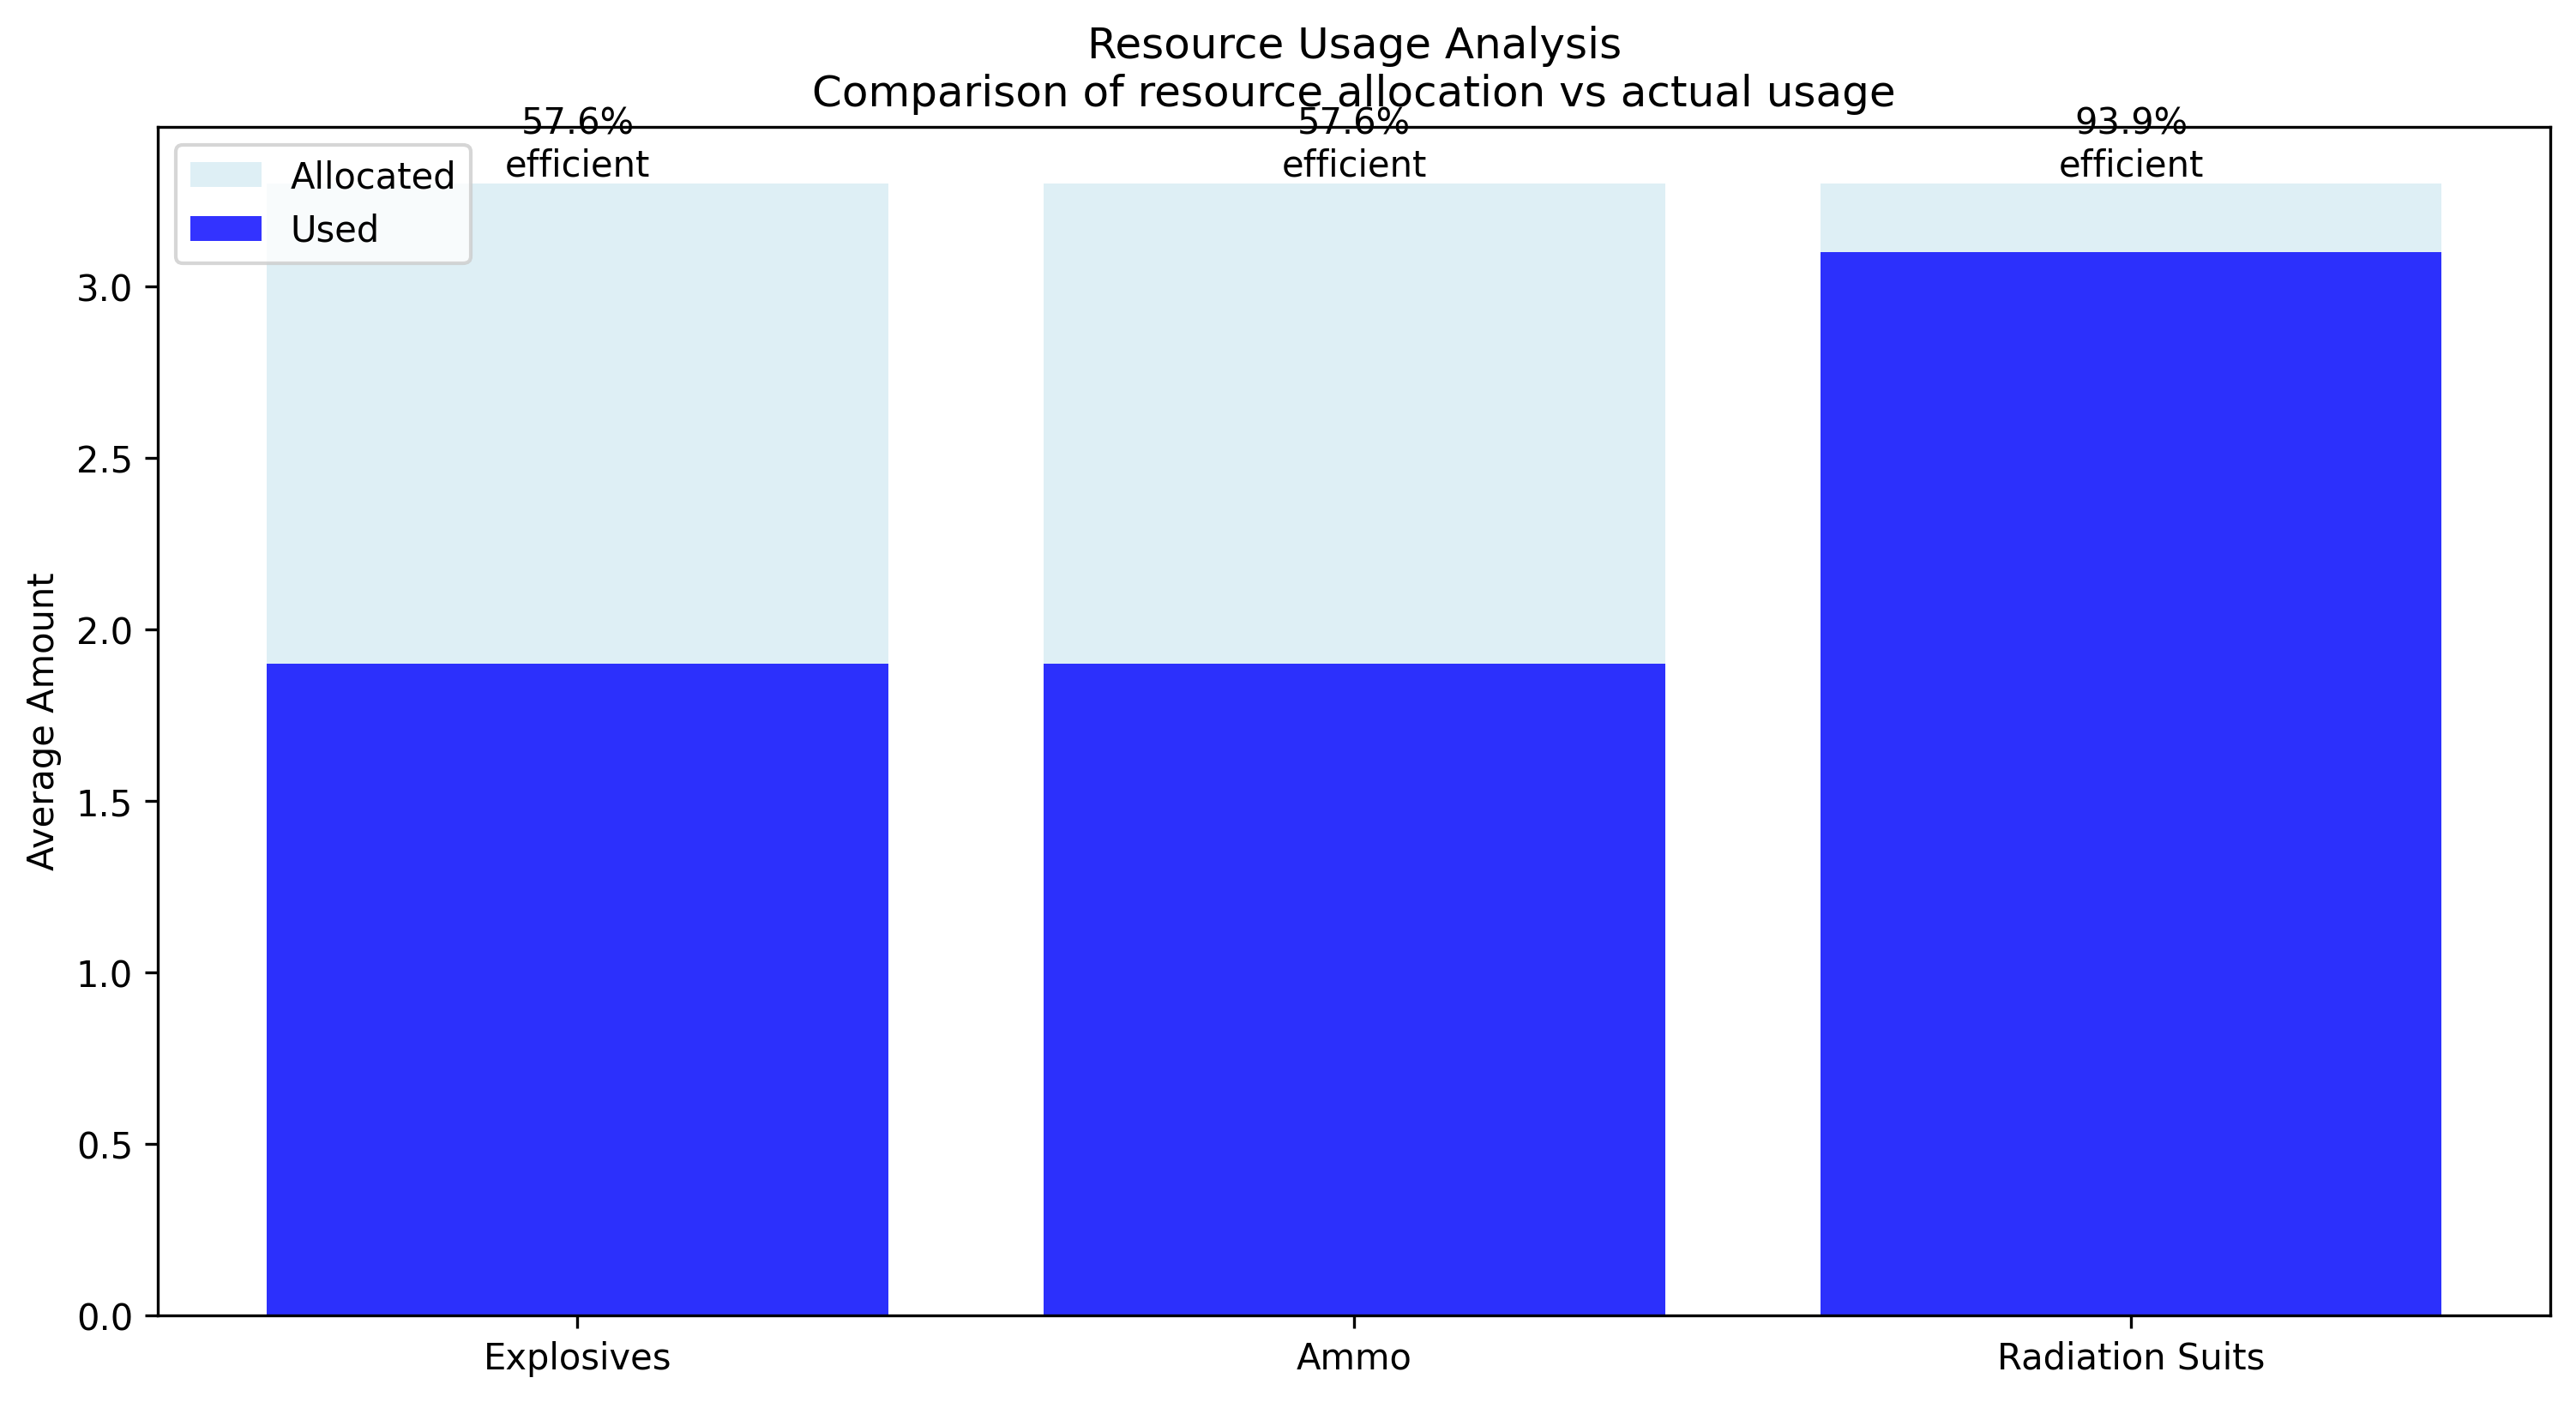 Resource Usage Analysis
Comparison of resource allocation vs actual usage
57.6%
efficient
57.6%
efficient
93.9%
efficient
Allocated
Used
Average Amount
3.0
2.5
2.0
1.5
1.0
0.5
0.0
Explosives
Ammo
Radiation Suits